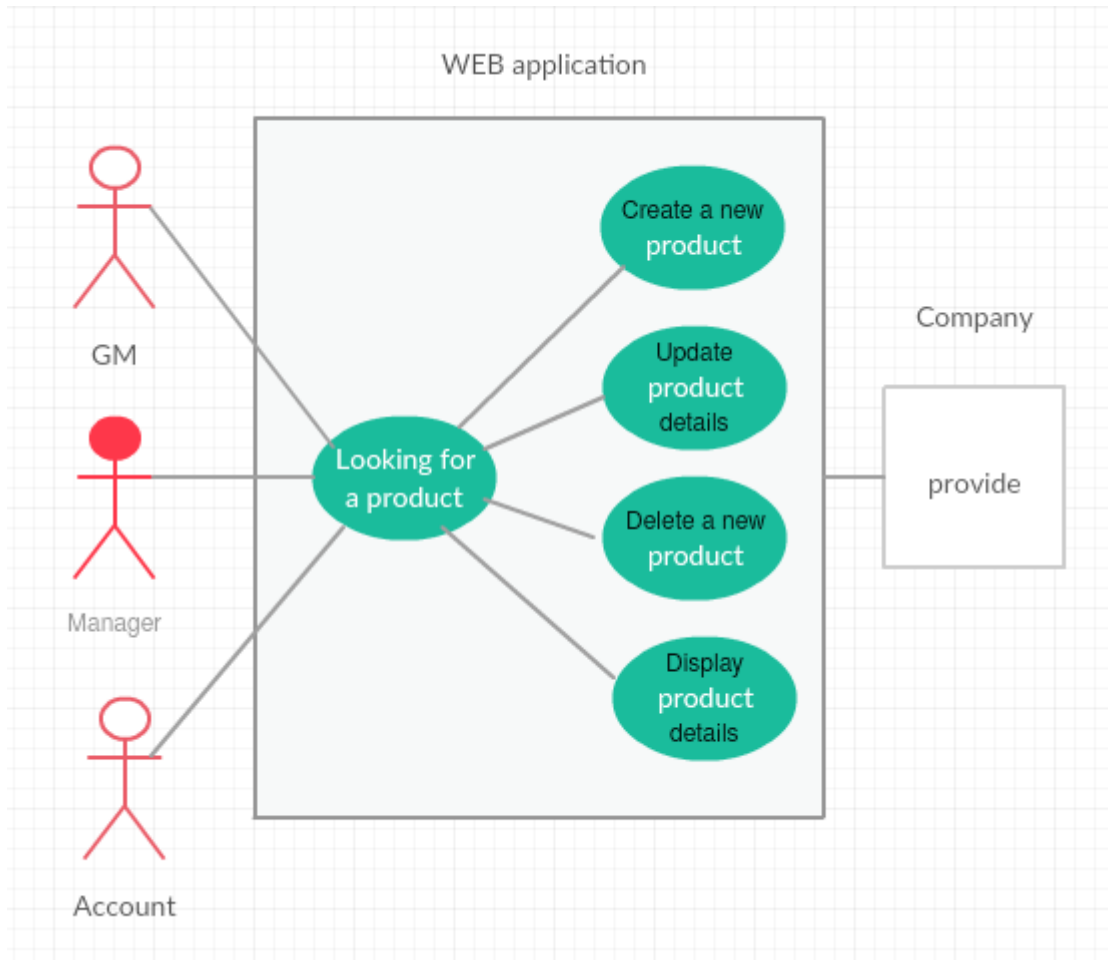 WEB application
GM
Manager
Account
Looking for
a product
Create a new
product
Update
product
details
Delete a new
product
Display
product
details
Company
provide